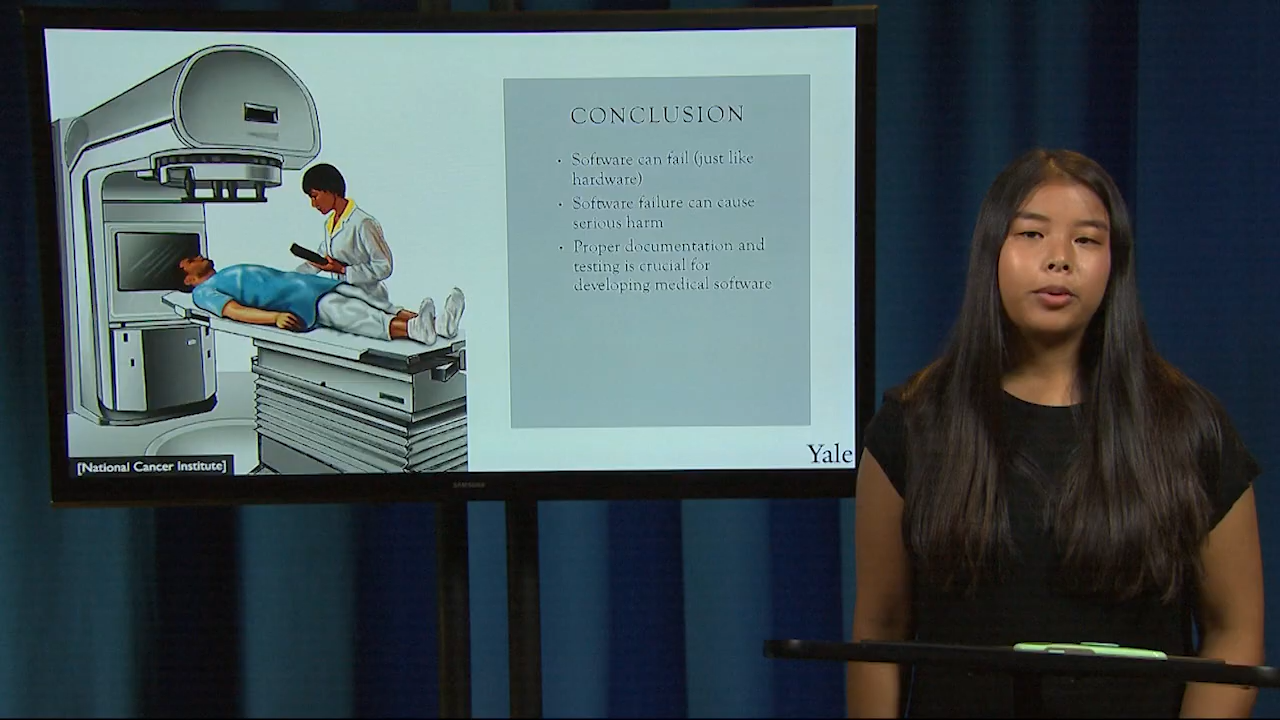 CONCLUSION
• Software can fail (just like
hardware)
• Software failure can cause
serious harm
• Proper documentation and
testing is crucial for
developing medical software
[National Cancer Institute]
Yale
SAMSUNG